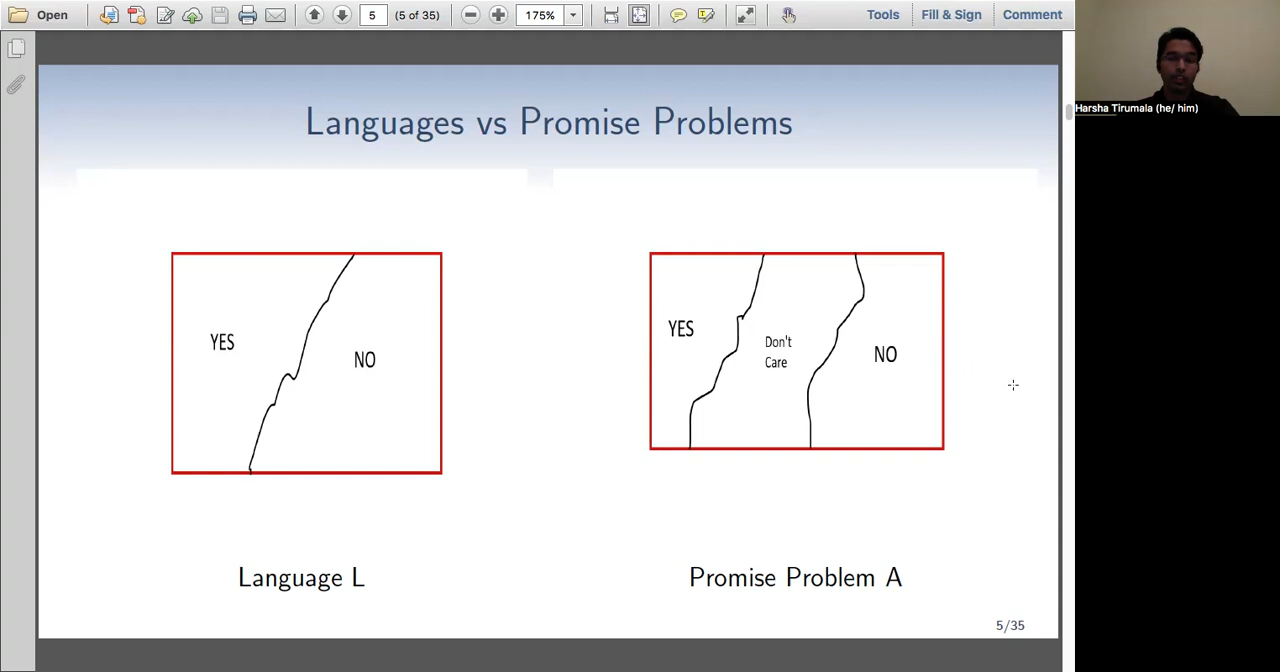 Open
5
(5 of 35)
175%
Tools
Fill & Sign
Comment
Harsha Tirumala (he/ him)
Languages vs Promise Problems
YES
NO
YES
Don't
Care
NO
Language L
Promise Problem A
5/35